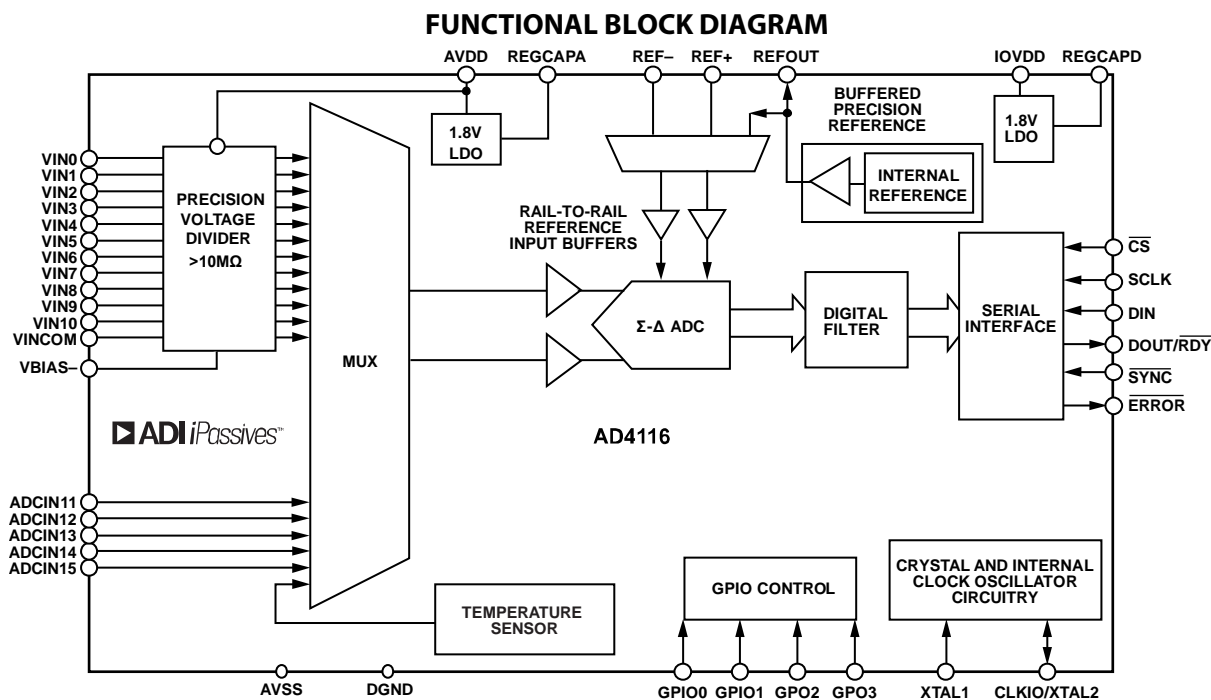 FUNCTIONAL BLOCK DIAGRAM
AVDD
REGCAPA
REF–
REF+
REFOUT
IOVDD
REGCAPD
1.8V
LDO
BUFFERED
PRECISION
REFERENCE
INTERNAL
REFERENCE
1.8V
LDO
VIN0
VIN1
VIN2
VIN3
VIN4
VIN5
VIN6
VIN7
VIN8
VIN9
VIN10
VINCOM
VBIAS–
PRECISION
VOLTAGE
DIVIDER
>10MΩ
RAIL-TO-RAIL
REFERENCE
INPUT BUFFERS
MUX
Σ-Δ ADC
DIGITAL
FILTER
SERIAL
INTERFACE
CS
SCLK
DIN
DOUT/RDY
SYNC
ERROR
ADI iPassives™
AD4116
ADCIN11
ADCIN12
ADCIN13
ADCIN14
ADCIN15
TEMPERATURE
SENSOR
GPIO CONTROL
CRYSTAL AND INTERNAL
CLOCK OSCILLATOR
CIRCUITRY
AVSS
DGND
GPIO0
GPIO1
GPO2
GPO3
XTAL1
CLKIO/XTAL2